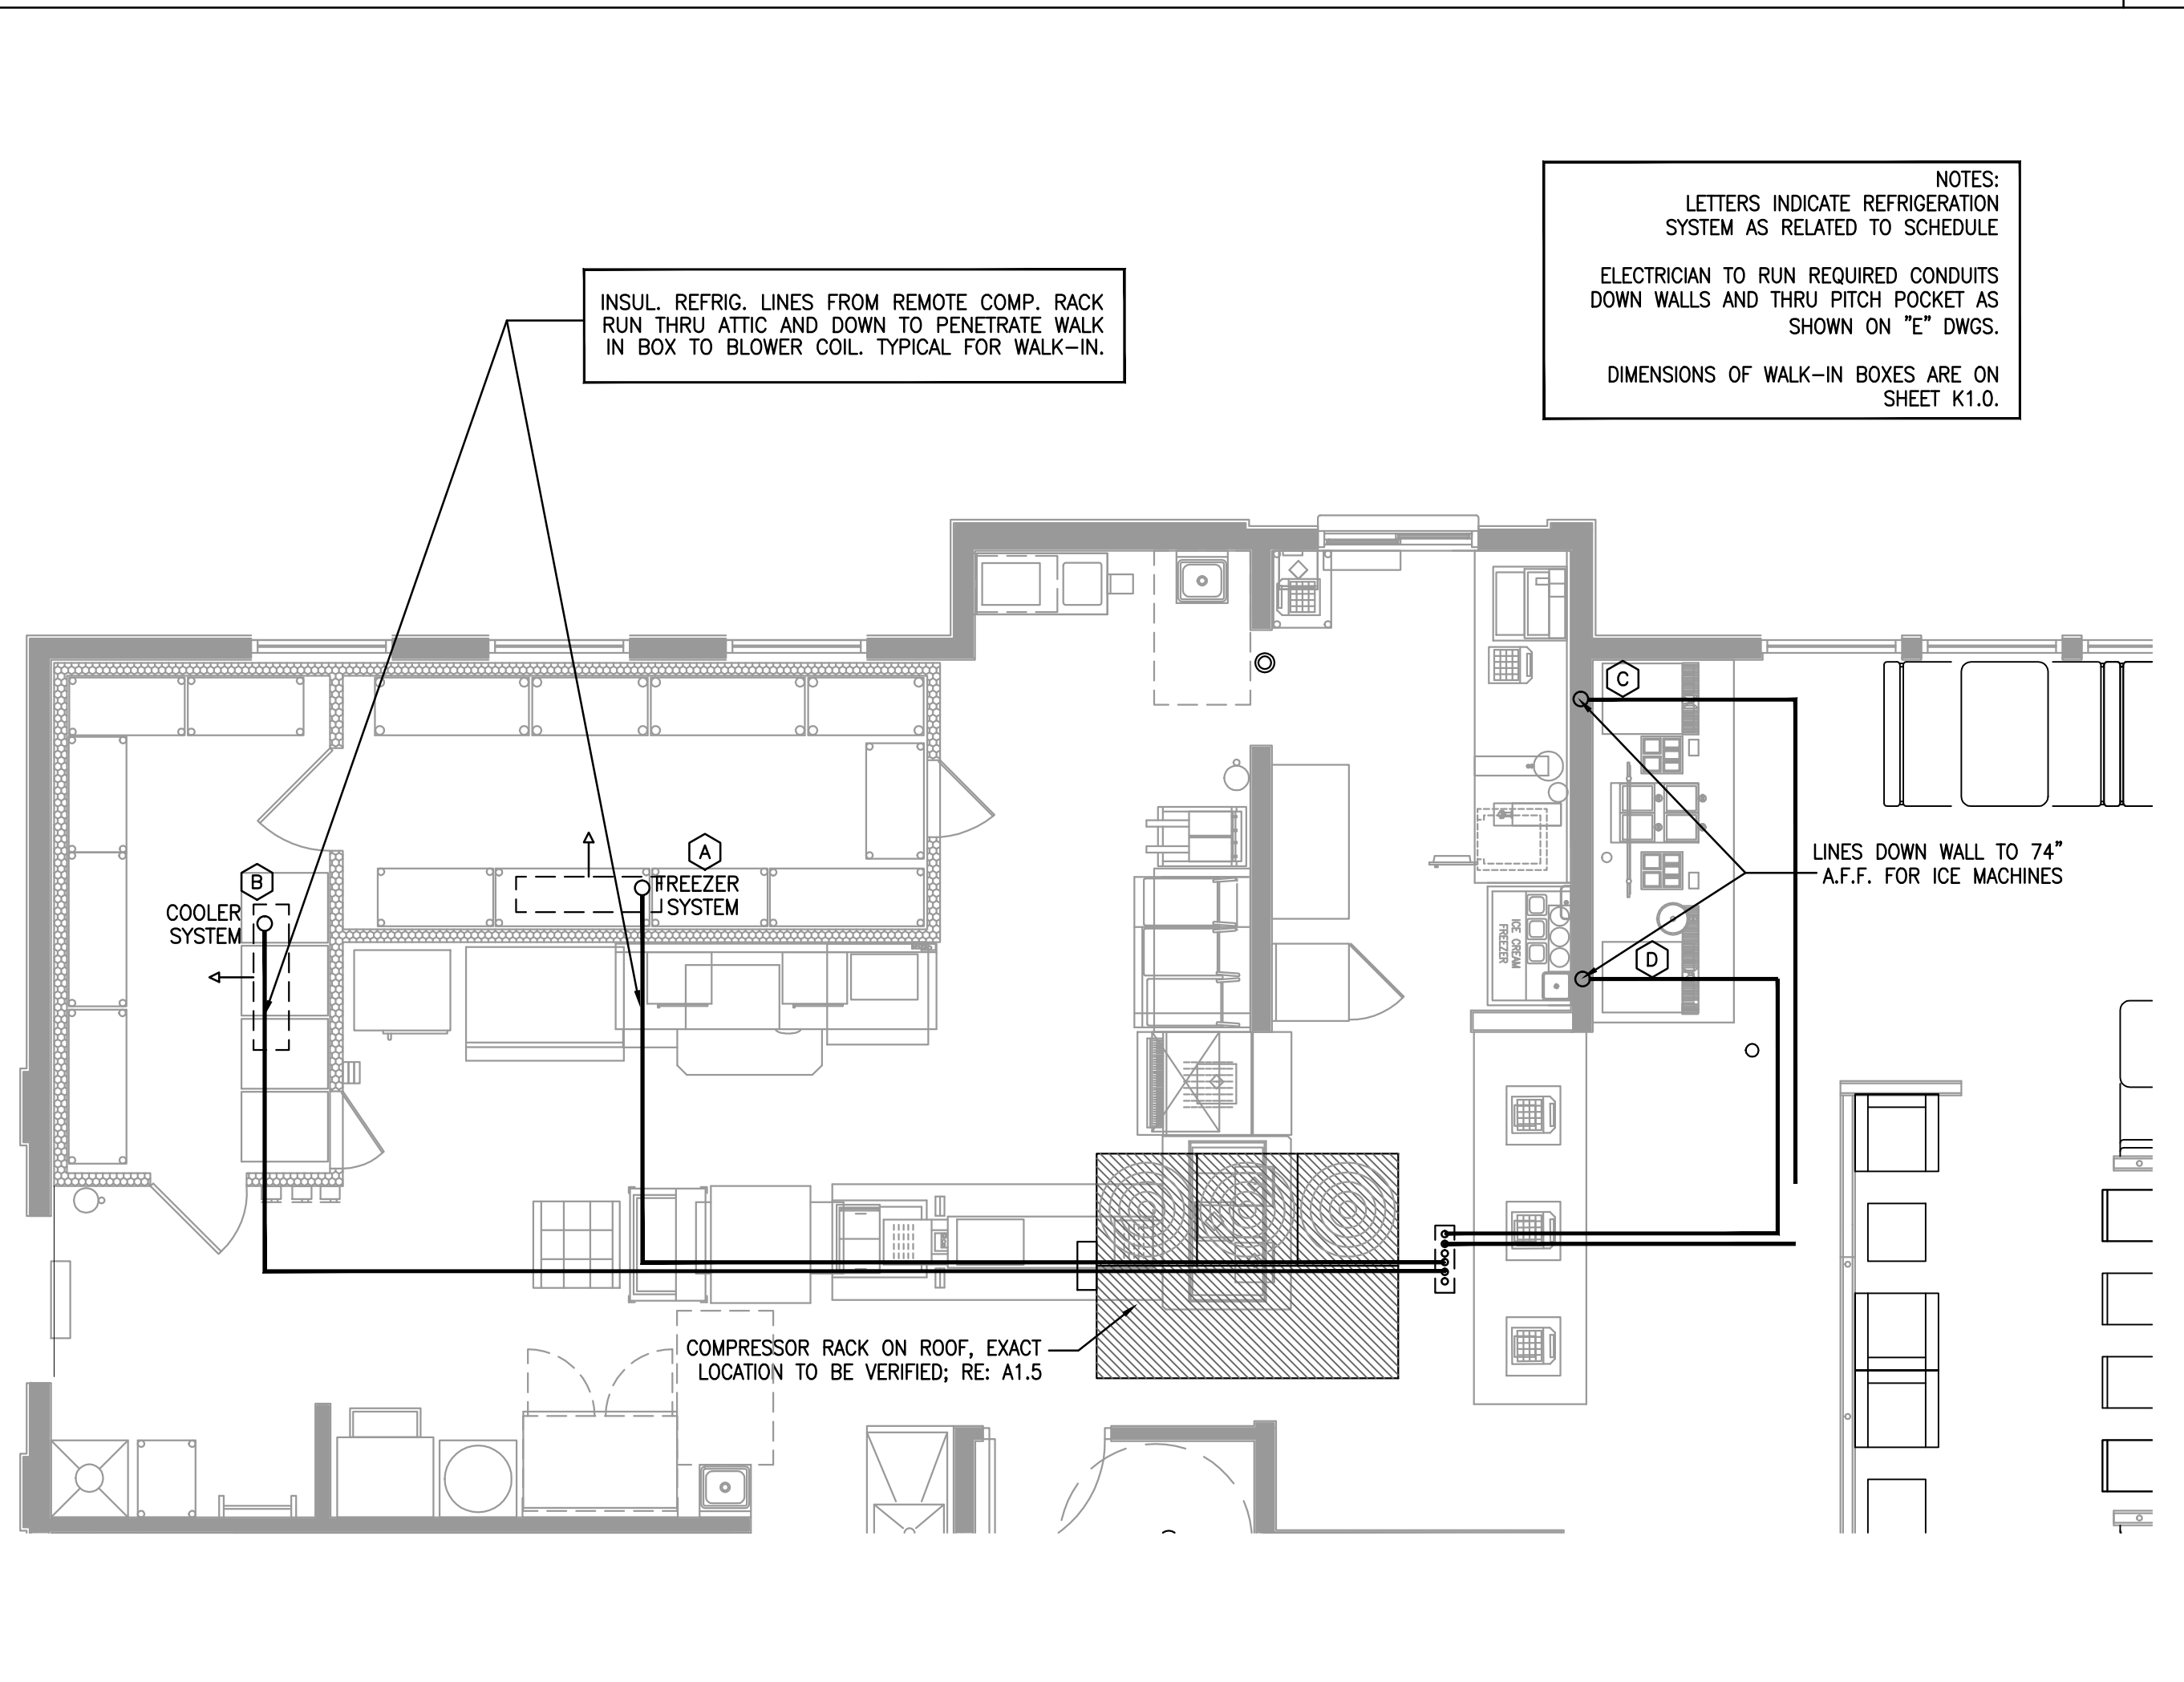 NOTES:
LETTERS INDICATE REFRIGERATION
SYSTEM AS RELATED TO SCHEDULE
ELECTRICIAN TO RUN REQUIRED CONDUITS
DOWN WALLS AND THRU PITCH POCKET AS
SHOWN ON "E" DWGS.
DIMENSIONS OF WALK-IN BOXES ARE ON
SHEET K1.0.
INSUL. REFRIG. LINES FROM REMOTE COMP. RACK
RUN THRU ATTIC AND DOWN TO PENETRATE WALK
IN BOX TO BLOWER COIL. TYPICAL FOR WALK-IN.
C
A
FREEZER
SYSTEM
B
COOLER
SYSTEM
LINES DOWN WALL TO 74"
A.F.F. FOR ICE MACHINES
ICE CREAM
FREEZER
D
COMPRESSOR RACK ON ROOF, EXACT
LOCATION TO BE VERIFIED; RE: A1.5